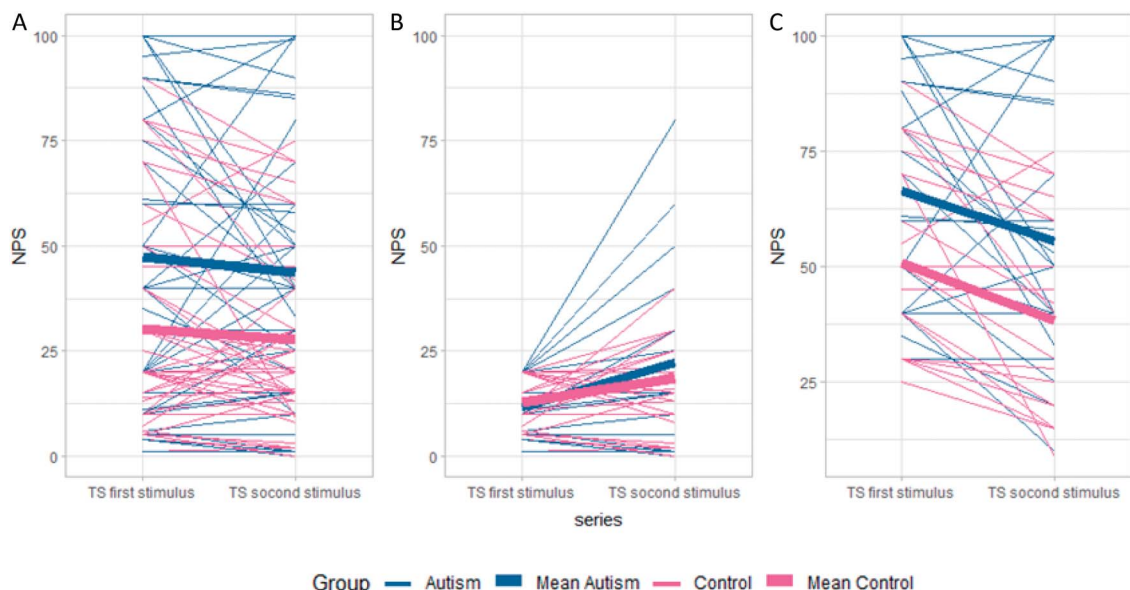 A
B
C
NPS
100
75
50
25
0
TS first stimulus
TS socond stimulus
NPS
100
75
50
25
0
TS first stimulus
TS socond stimulus
NPS
100
75
50
25
TS first stimulus
TS socond stimulus
series
Group Autism Mean Autism Control Mean Control